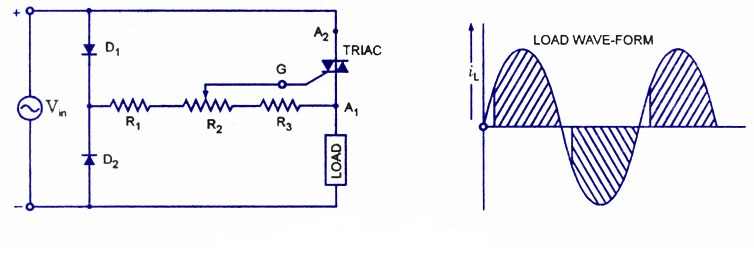 +
A2
D1
TRIAC
G
Vin
R1
R2
R3
A1
D2
LOAD
−
LOAD WAVE-FORM
iL